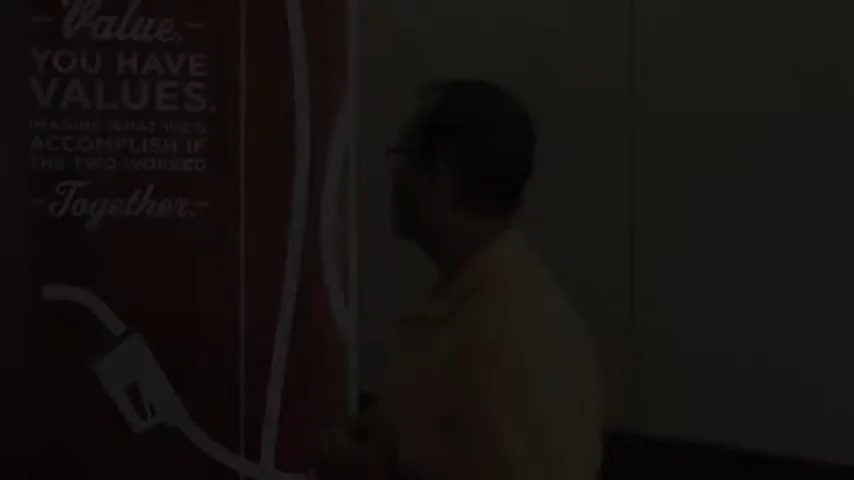 Value.
YOU HAVE
VALUES.
IMAGINE WHAT WE'D
ACCOMPLISH IF
THE TWO WORKED
Together.